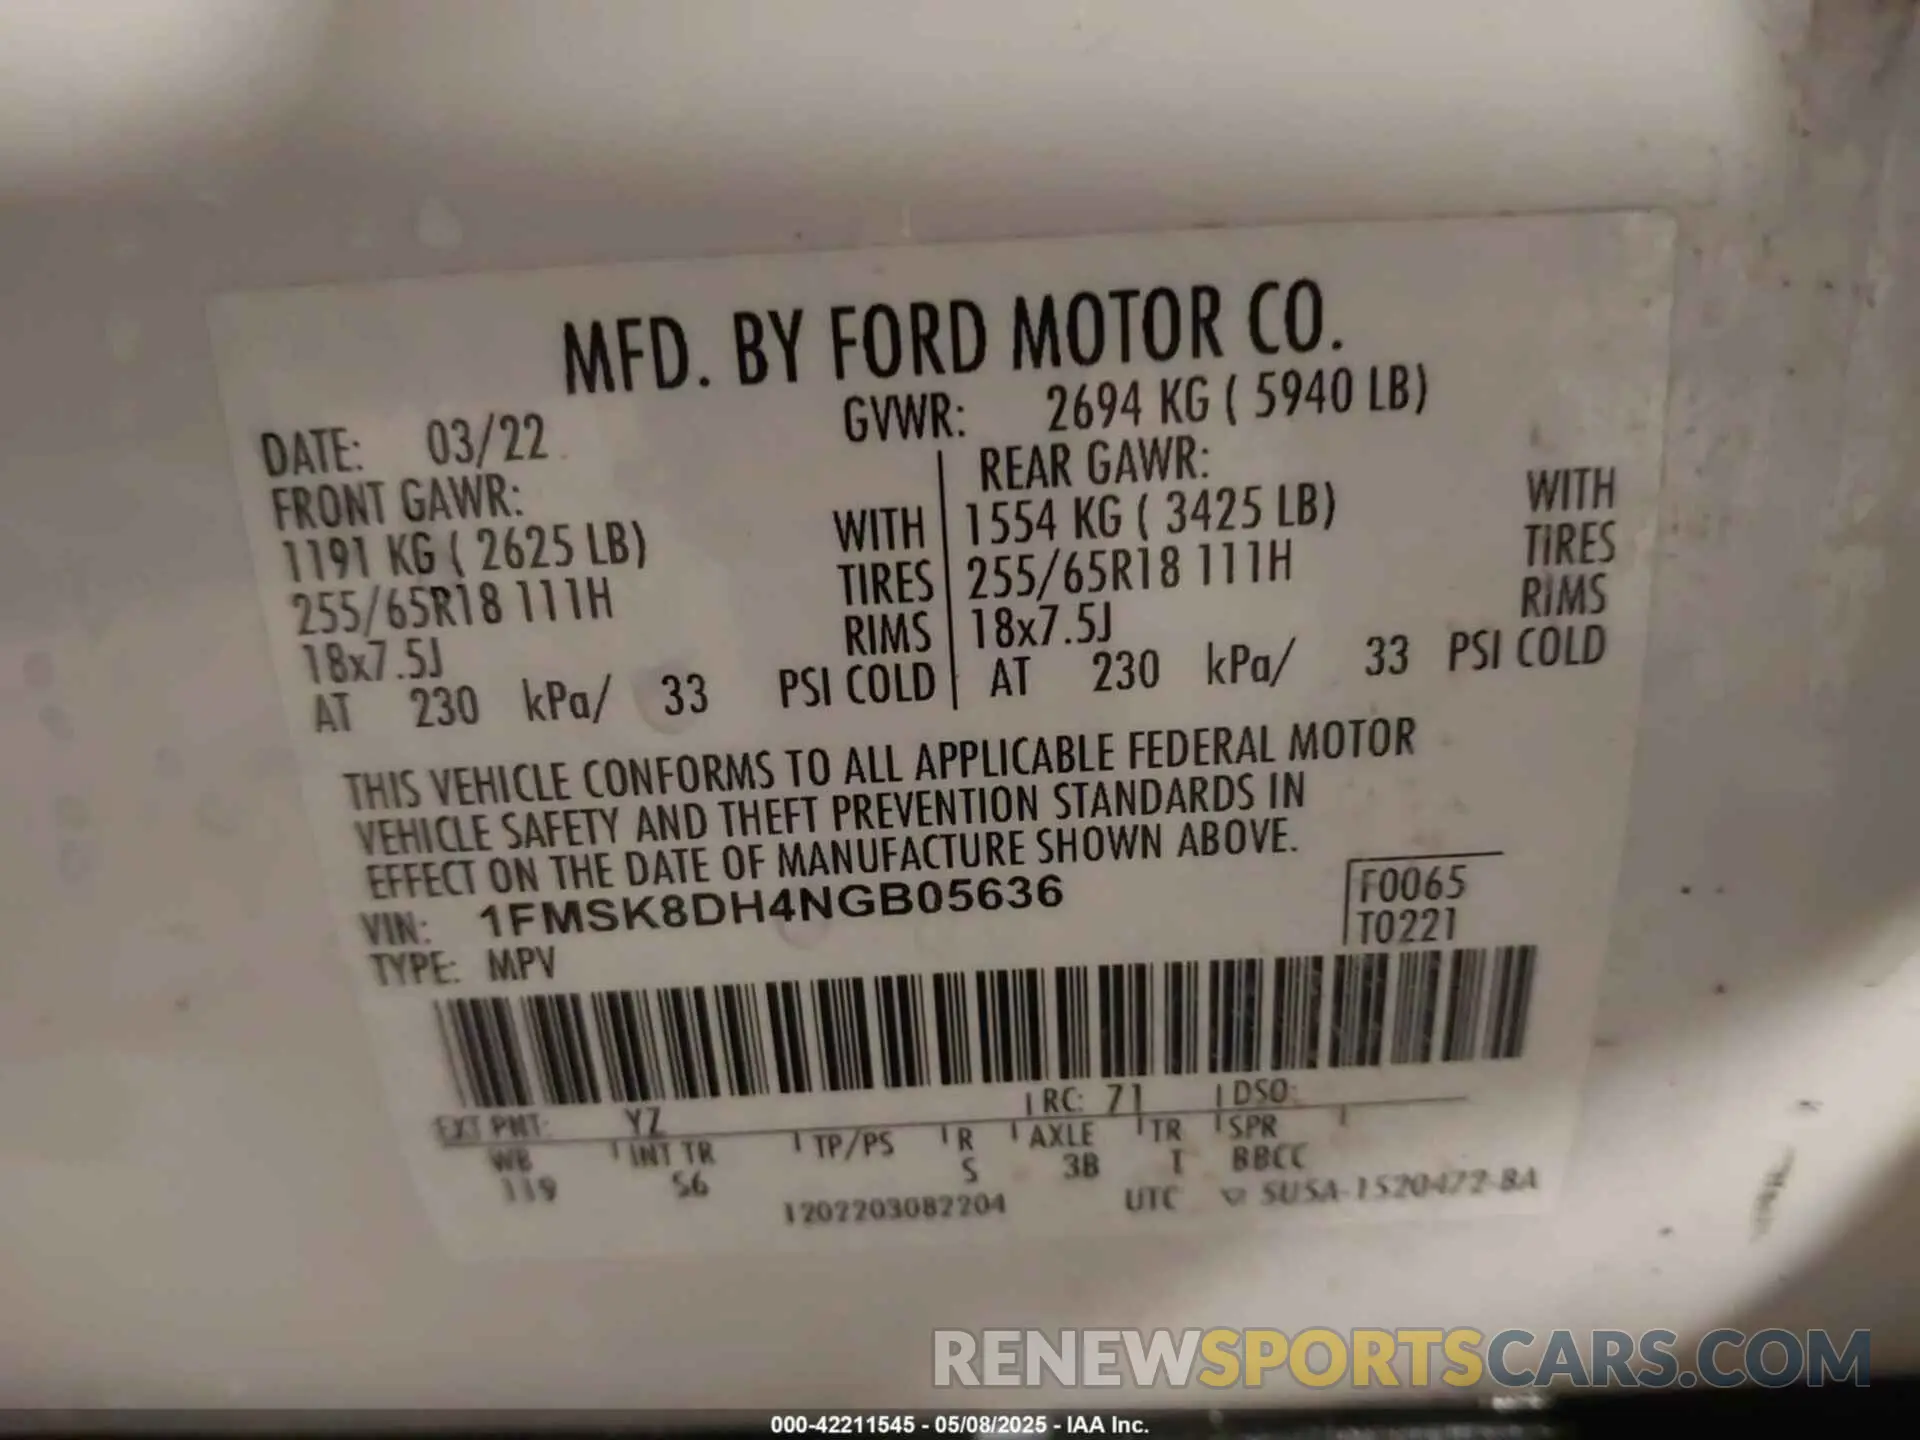 MFD. BY FORD MOTOR CO.
DATE: 03/22 GVWR: 2694 KG ( 5940 LB)
FRONT GAWR: REAR GAWR:
1191 KG ( 2625 LB) WITH 1554 KG ( 3425 LB) WITH
255/65R18 111H TIRES 255/65R18 111H TIRES
18x7.5J RIMS 18x7.5J RIMS
AT 230 kPa/ 33 PSI COLD AT 230 kPa/ 33 PSI COLD
THIS VEHICLE CONFORMS TO ALL APPLICABLE FEDERAL MOTOR
VEHICLE SAFETY AND THEFT PREVENTION STANDARDS IN
EFFECT ON THE DATE OF MANUFACTURE SHOWN ABOVE.
VIN: 1FMSK8DH4NGB05636
TYPE: MPV
F0065
T0221
EXT PNT: YZ RC: 71 DSO:
WB INT TR TP/PS R AXLE TR SPR
119 S6 S 3B T BBCC
1202203082204 UTC SU5A-1520472-BA
RENEWSPORTSCARS.COM
000-42211545 - 05/08/2025 - IAA Inc.